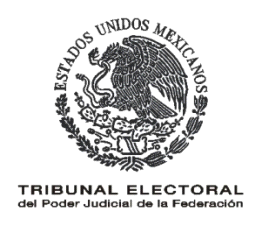 ESTADOS UNIDOS MEXICANOS
TRIBUNAL ELECTORAL
del Poder Judicial de la Federación